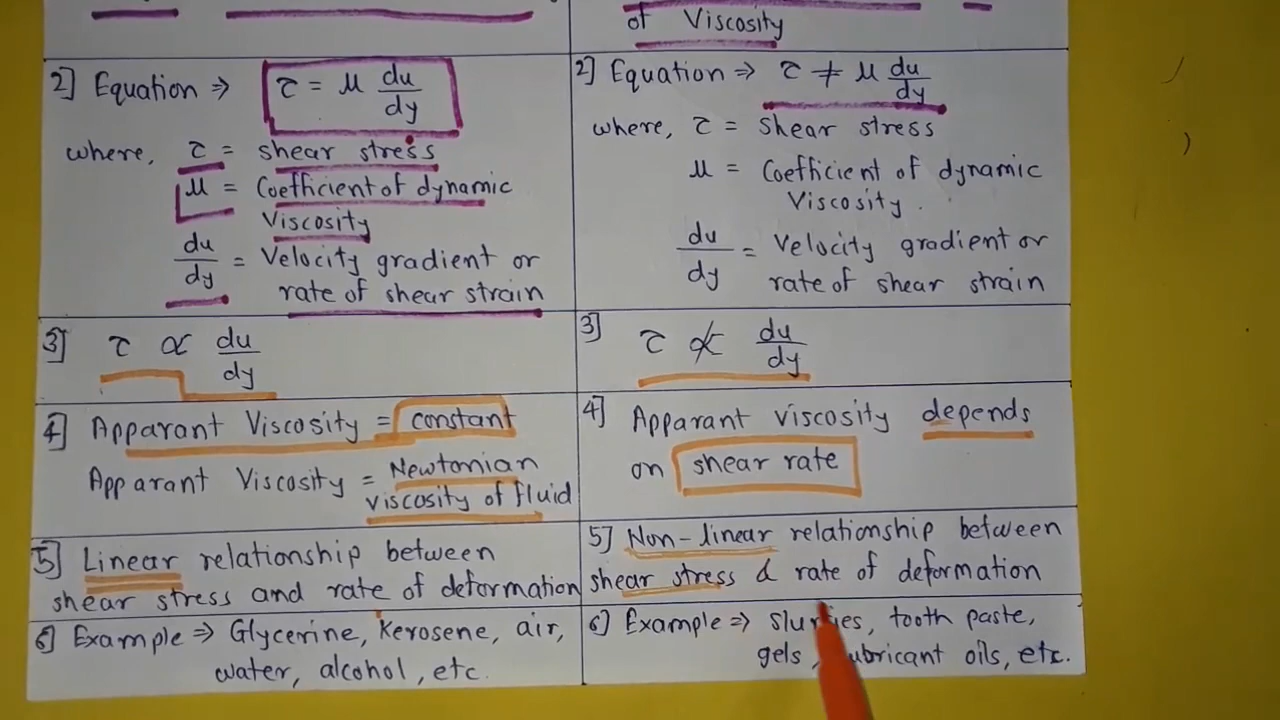 of Viscosity
2] Equation ⇒ τ = μ du/dy
where, τ = shear stress
μ = Coefficient of dynamic
Viscosity
du/dy = Velocity gradient or
rate of shear strain
3] τ ∝ du/dy
4] Apparant Viscosity = constant
Apparant Viscosity = Newtonian
viscosity of fluid
5] Linear relationship between
shear stress and rate of deformation
6] Example ⇒ Glycerine, Kerosene, air,
water, alcohol, etc.
2] Equation ⇒ τ ≠ μ du/dy
where, τ = shear stress
μ = Coefficient of dynamic
Viscosity.
du/dy = Velocity gradient or
rate of shear strain
3] τ ∝̸ du/dy
4] Apparant viscosity depends
on shear rate
5] Non-linear relationship between
shear stress & rate of deformation
6] Example ⇒ slurries, tooth paste,
gels, lubricant oils, etc.